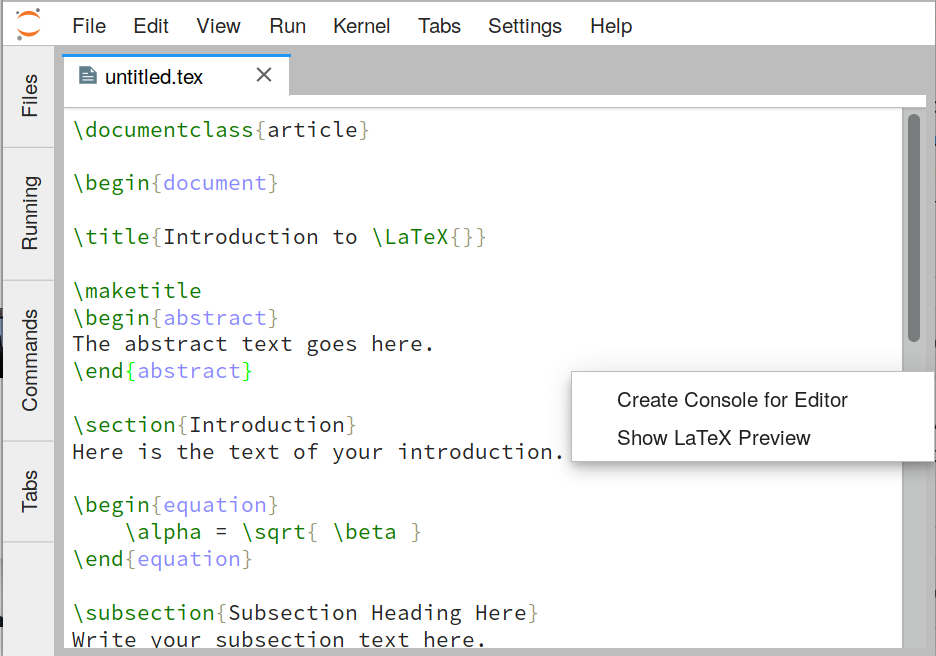 File Edit View Run Kernel Tabs Settings Help
Files
Running
Commands
Tabs
untitled.tex
\documentclass{article}
\begin{document}
\title{Introduction to \LaTeX{}}
\maketitle
\begin{abstract}
The abstract text goes here.
\end{abstract}
\section{Introduction}
Here is the text of your introduction.
\begin{equation}
    \alpha = \sqrt{ \beta }
\end{equation}
\subsection{Subsection Heading Here}
Write your subsection text here.
Create Console for Editor
Show LaTeX Preview